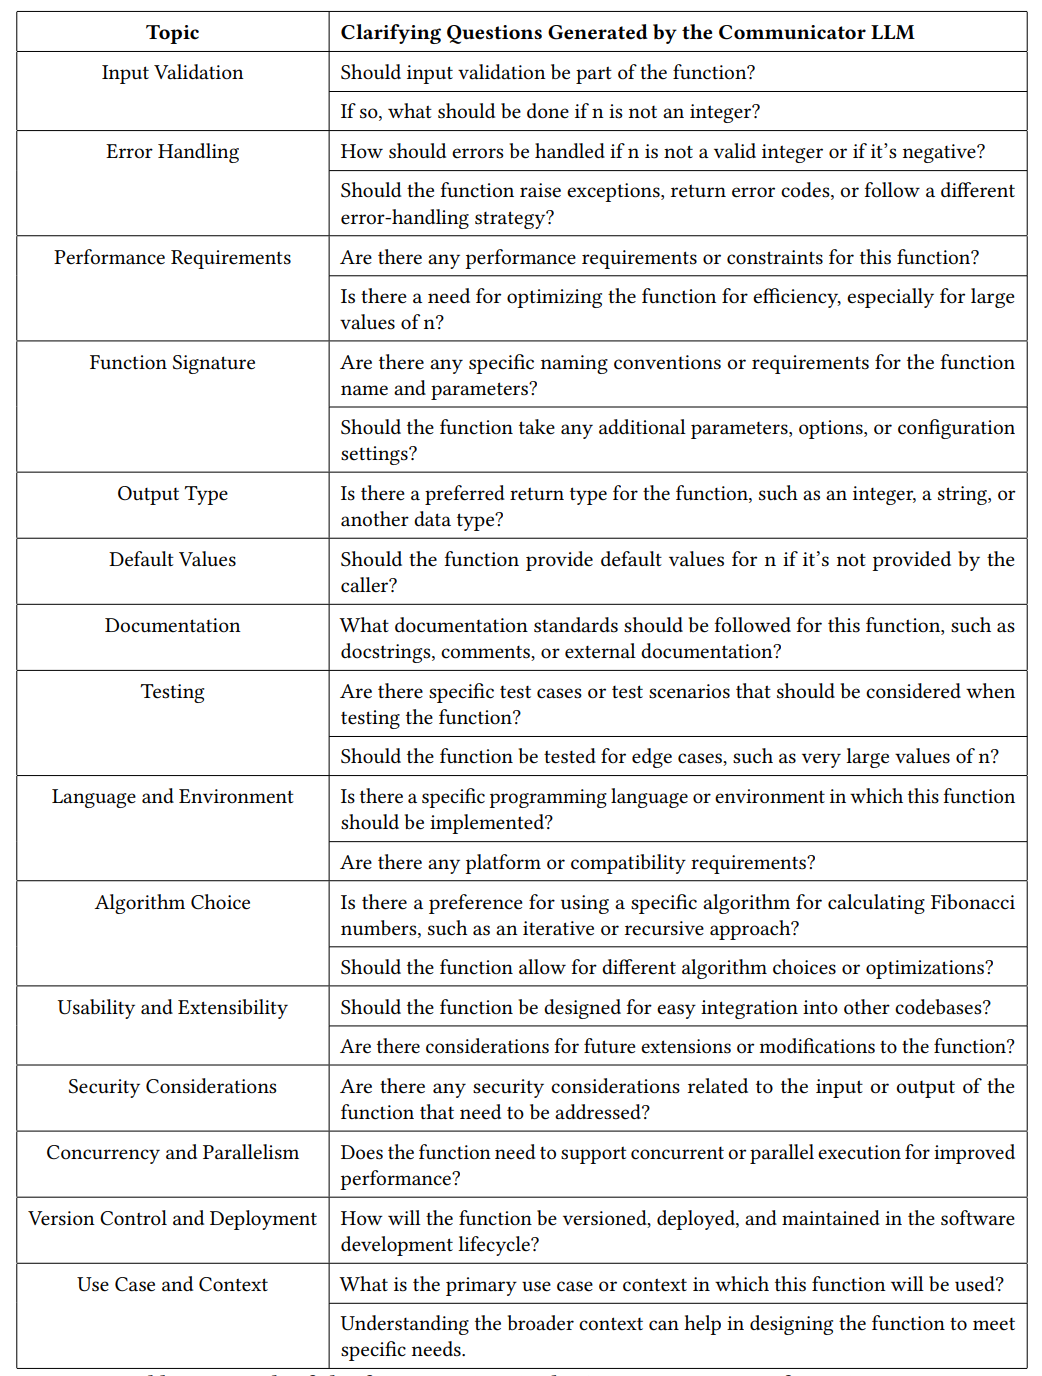 Topic
Clarifying Questions Generated by the Communicator LLM
Input Validation
Should input validation be part of the function?
If so, what should be done if n is not an integer?
Error Handling
How should errors be handled if n is not a valid integer or if it's negative?
Should the function raise exceptions, return error codes, or follow a different
error-handling strategy?
Performance Requirements
Are there any performance requirements or constraints for this function?
Is there a need for optimizing the function for efficiency, especially for large
values of n?
Function Signature
Are there any specific naming conventions or requirements for the function
name and parameters?
Should the function take any additional parameters, options, or configuration
settings?
Output Type
Is there a preferred return type for the function, such as an integer, a string, or
another data type?
Default Values
Should the function provide default values for n if it's not provided by the
caller?
Documentation
What documentation standards should be followed for this function, such as
docstrings, comments, or external documentation?
Testing
Are there specific test cases or test scenarios that should be considered when
testing the function?
Should the function be tested for edge cases, such as very large values of n?
Language and Environment
Is there a specific programming language or environment in which this function
should be implemented?
Are there any platform or compatibility requirements?
Algorithm Choice
Is there a preference for using a specific algorithm for calculating Fibonacci
numbers, such as an iterative or recursive approach?
Should the function allow for different algorithm choices or optimizations?
Usability and Extensibility
Should the function be designed for easy integration into other codebases?
Are there considerations for future extensions or modifications to the function?
Security Considerations
Are there any security considerations related to the input or output of the
function that need to be addressed?
Concurrency and Parallelism
Does the function need to support concurrent or parallel execution for improved
performance?
Version Control and Deployment
How will the function be versioned, deployed, and maintained in the software
development lifecycle?
Use Case and Context
What is the primary use case or context in which this function will be used?
Understanding the broader context can help in designing the function to meet
specific needs.